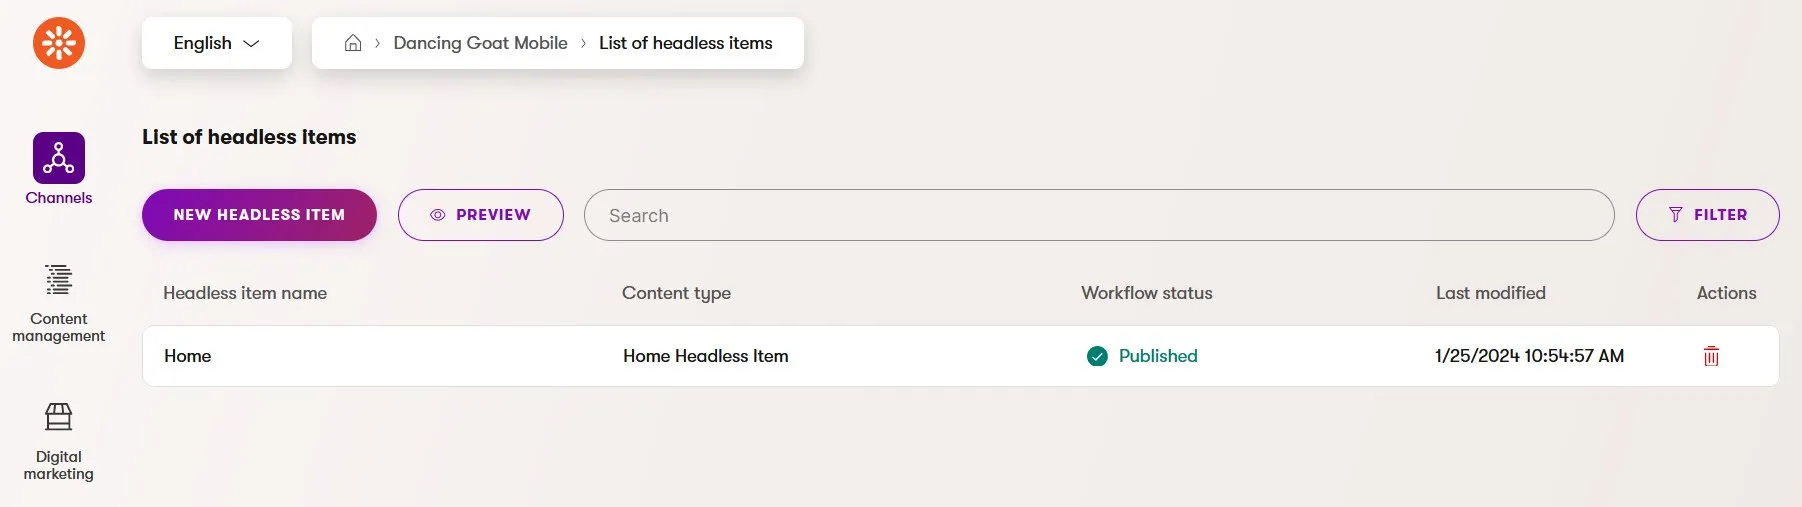 English
Dancing Goat Mobile
List of headless items
List of headless items
Channels
NEW HEADLESS ITEM
PREVIEW
Search
FILTER
Headless item name
Content type
Workflow status
Last modified
Actions
Content
management
Home
Home Headless Item
Published
1/25/2024 10:54:57 AM
Digital
marketing